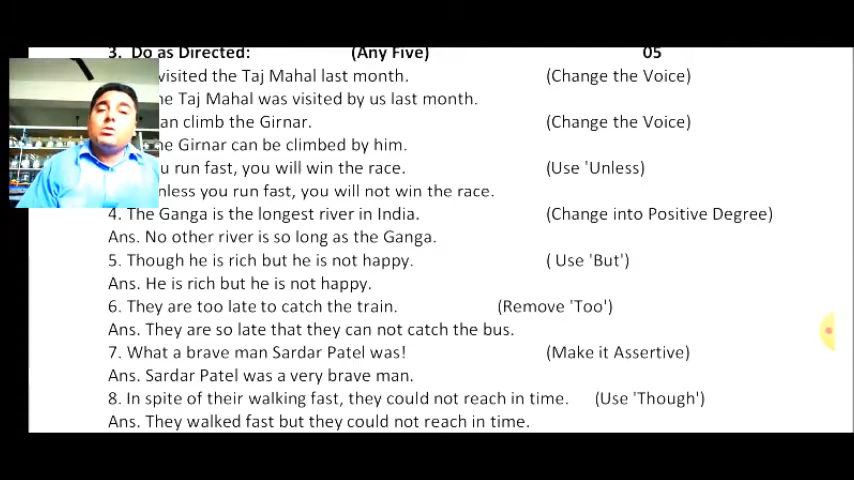 3. Do as Directed: (Any Five) 05
visited the Taj Mahal last month. (Change the Voice)
he Taj Mahal was visited by us last month.
an climb the Girnar. (Change the Voice)
he Girnar can be climbed by him.
u run fast, you will win the race. (Use 'Unless)
nless you run fast, you will not win the race.
4. The Ganga is the longest river in India. (Change into Positive Degree)
Ans. No other river is so long as the Ganga.
5. Though he is rich but he is not happy. ( Use 'But')
Ans. He is rich but he is not happy.
6. They are too late to catch the train. (Remove 'Too')
Ans. They are so late that they can not catch the bus.
7. What a brave man Sardar Patel was! (Make it Assertive)
Ans. Sardar Patel was a very brave man.
8. In spite of their walking fast, they could not reach in time. (Use 'Though')
Ans. They walked fast but they could not reach in time.